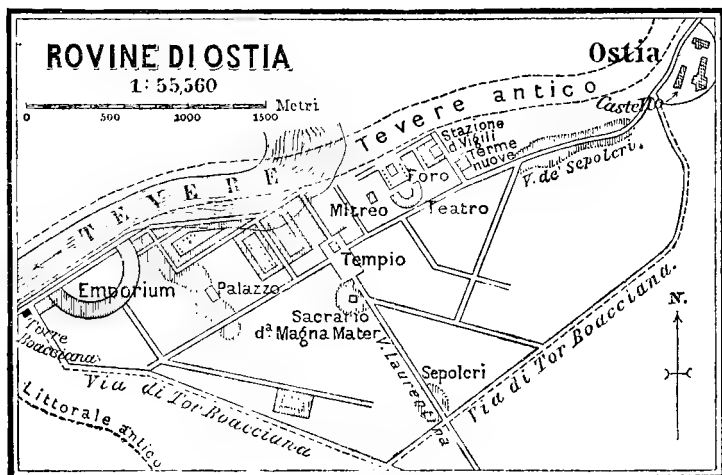 ROVINE DI OSTIA
1:55,560
Metri
0 500 1000 1500
Ostia
Castello
Tevere antico
TEVERE
Stazione
d. Vigili
Terme
nuove
V. de' Sepolcri.
Foro
Mitreo
Teatro
Tempio
Emporium
Palazzo
Sacrario
dª Magna Mater
Torre
Boacciana
V. Laurentina
Sepolcri
Via di Tor Boacciana.
Via di Tor Boacciana
Littorale antico
N.